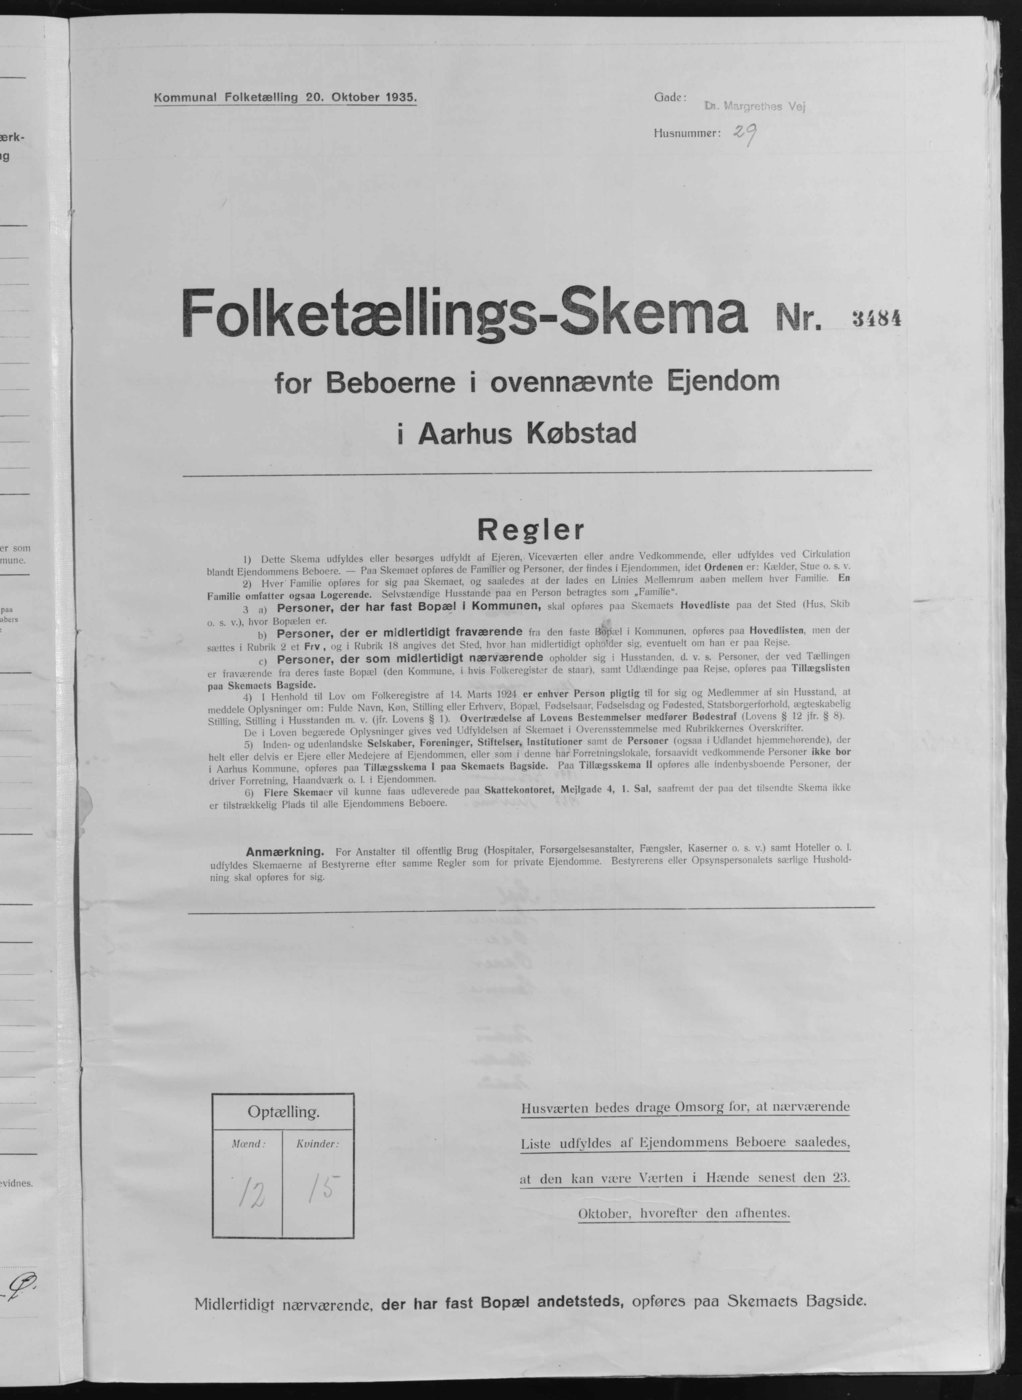 Kommunal Folketælling 20. Oktober 1935.
Gade: Dr. Margrethes Vej
Husnummer: 29
Folketællings-Skema Nr. 3484
for Beboerne i ovennævnte Ejendom
i Aarhus Købstad
Regler
1) Dette Skema udfyldes eller besørges udfyldt af Ejeren, Viceværten eller andre Vedkommende, eller udfyldes ved Cirkulation
blandt Ejendommens Beboere. — Paa Skemaet opføres de Familier og Personer, der findes i Ejendommen, idet Ordenen er: Kælder, Stue o. s. v.
2) Hver Familie opføres for sig paa Skemaet, og saaledes at der lades en Linies Mellemrum aaben mellem hver Familie. En
Familie omfatter ogsaa Logerende. Selvstændige Husstande paa en Person betragtes som „Familie“.
3 a) Personer, der har fast Bopæl i Kommunen, skal opføres paa Skemaets Hovedliste paa det Sted (Hus, Skib
o. s. v.), hvor Bopælen er.
b) Personer, der er midlertidigt fraværende fra den faste Bopæl i Kommunen, opføres paa Hovedlisten, men der
sættes i Rubrik 2 et Frv., og i Rubrik 18 angives det Sted, hvor han midlertidigt opholder sig, eventuelt om han er paa Rejse.
c) Personer, der som midlertidigt nærværende opholder sig i Husstanden, d. v. s. Personer, der ved Tællingen
er fraværende fra deres faste Bopæl (den Kommune, i hvis Folkeregister de staar), samt Udlændinge paa Rejse, opføres paa Tillægslisten
paa Skemaets Bagside.
4) I Henhold til Lov om Folkeregistre af 14. Marts 1924 er enhver Person pligtig til for sig og Medlemmer af sin Husstand, at
meddele Oplysninger om: Fulde Navn, Køn, Stilling eller Erhverv, Bopæl, Fødselsaar, Fødselsdag og Fødested, Statsborgerforhold, ægteskabelig
Stilling, Stilling i Husstanden m. v. (jfr. Lovens § 1). Overtrædelse af Lovens Bestemmelser medfører Bødestraf (Lovens § 12 jfr. § 8).
De i Loven begærede Oplysninger gives ved Udfyldelsen af Skemaet i Overensstemmelse med Rubrikkernes Overskrifter.
5) Inden- og udenlandske Selskaber, Foreninger, Stiftelser, Institutioner samt de Personer (ogsaa i Udlandet hjemmehørende), der
helt eller delvis er Ejere eller Medejere af Ejendommen, eller som i denne har Forretningslokale, forsaavidt vedkommende Personer ikke bor
i Aarhus Kommune, opføres paa Tillægsskema I paa Skemaets Bagside. Paa Tillægsskema II opføres alle indenbysboende Personer, der
driver Forretning, Haandværk o. l. i Ejendommen.
6) Flere Skemaer vil kunne faas udleverede paa Skattekontoret, Mejlgade 4, 1. Sal, saafremt der paa det tilsendte Skema ikke
er tilstrækkelig Plads til alle Ejendommens Beboere.
Anmærkning. For Anstalter til offentlig Brug (Hospitaler, Forsørgelsesanstalter, Fængsler, Kaserner o. s. v.) samt Hoteller o. l.
udfyldes Skemaerne af Bestyrerne efter samme Regler som for private Ejendomme. Bestyrerens eller Opsynspersonalets særlige Hushold-
ning skal opføres for sig.
Optælling.
Mænd: Kvinder:
12 15
Husværten bedes drage Omsorg for, at nærværende
Liste udfyldes af Ejendommens Beboere saaledes,
at den kan være Værten i Hænde senest den 23.
Oktober, hvorefter den afhentes.
Midlertidigt nærværende, der har fast Bopæl andetsteds, opføres paa Skemaets Bagside.